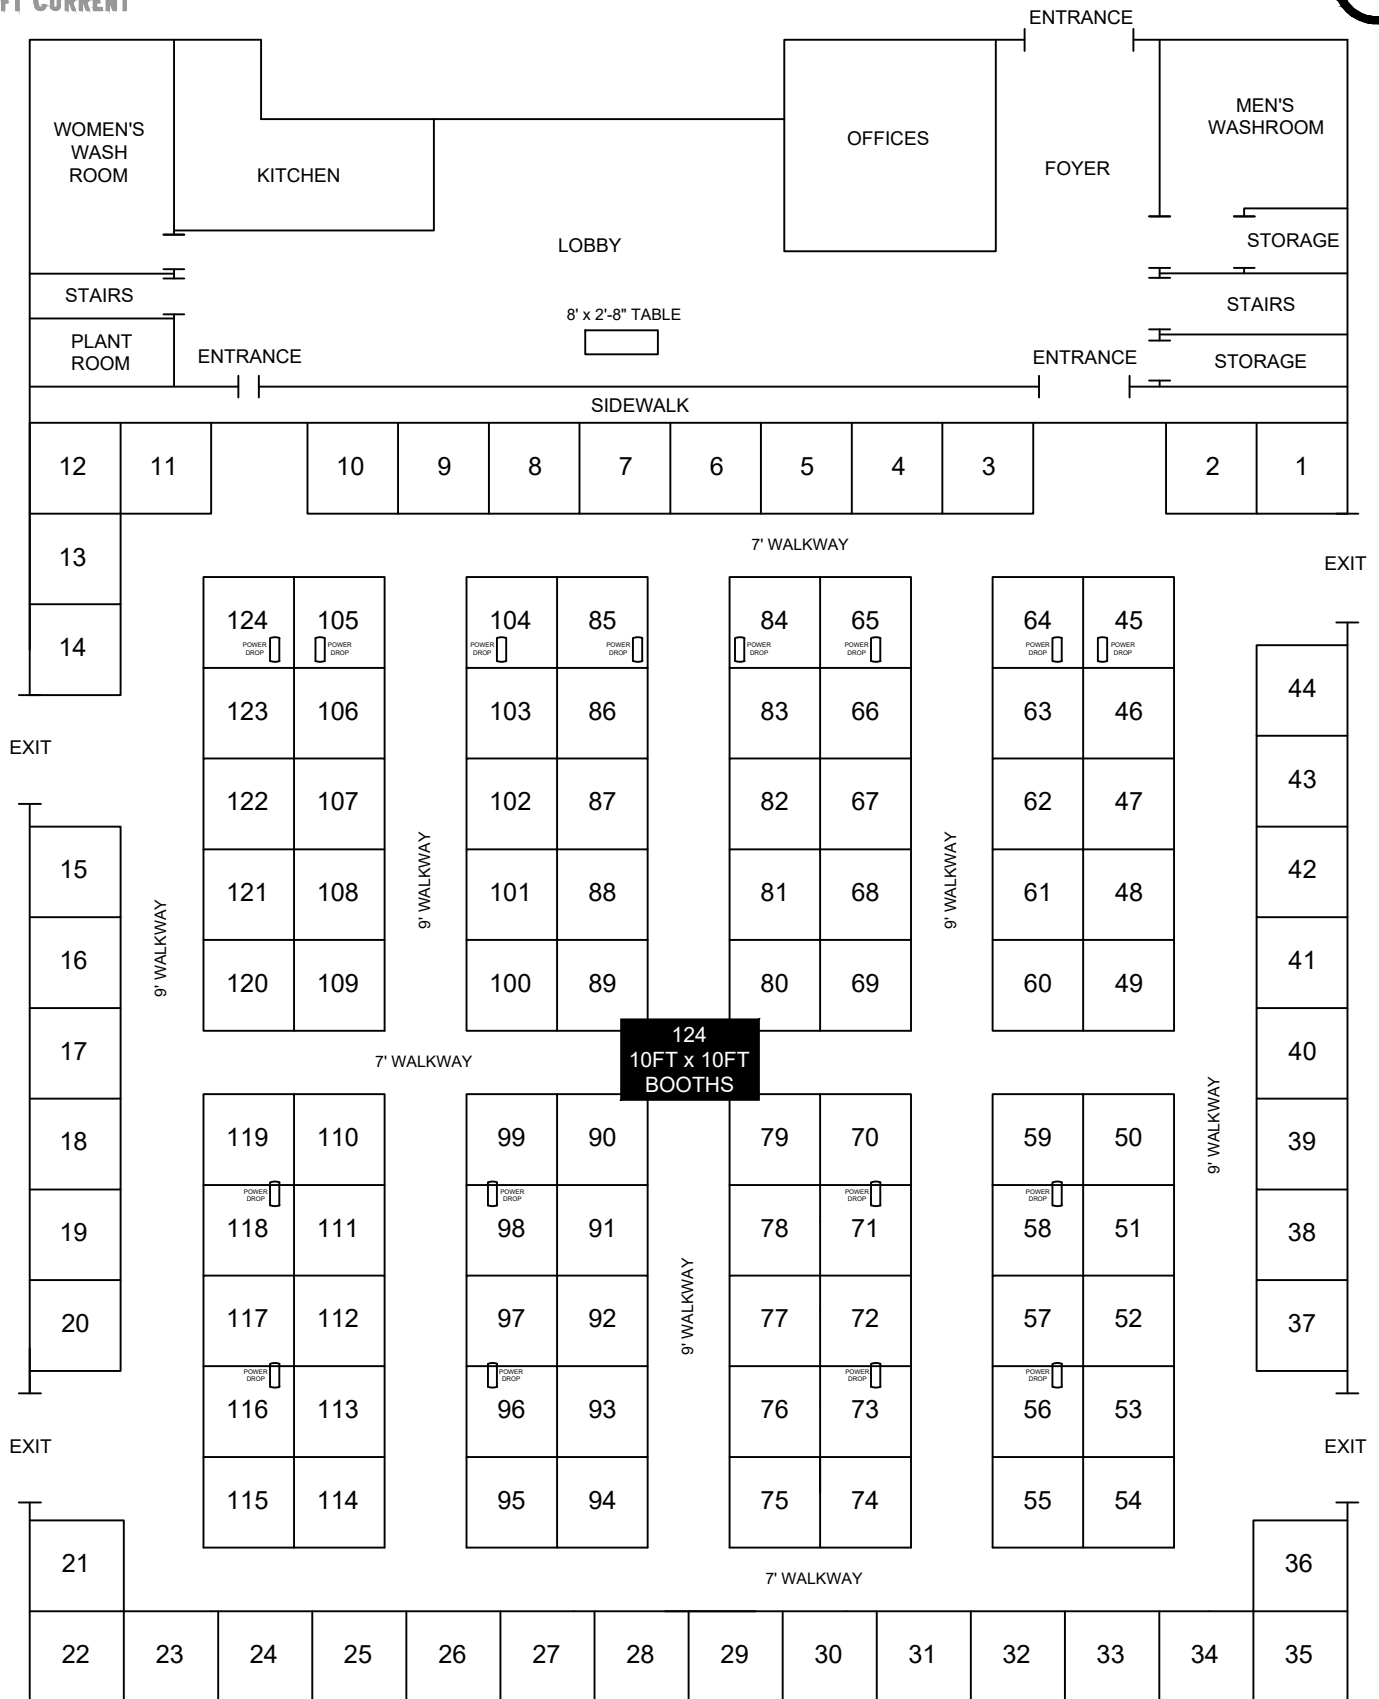 FT CURRENT
ENTRANCE
WOMEN'S
WASH
ROOM
KITCHEN
OFFICES
FOYER
MEN'S
WASHROOM
LOBBY
STORAGE
STAIRS
STAIRS
8' x 2'-8" TABLE
PLANT
ROOM
ENTRANCE
ENTRANCE
STORAGE
SIDEWALK
12 11 10 9 8 7 6 5 4 3 2 1
7' WALKWAY
13
EXIT
124 105 104 85 84 65 64 45
14
POWER
DROP
POWER
DROP
POWER
DROP
POWER
DROP
POWER
DROP
POWER
DROP
POWER
DROP
POWER
DROP
44
123 106 103 86 83 66 63 46
EXIT
43
122 107 102 87 82 67 62 47
15
42
9' WALKWAY
9' WALKWAY
121 108 101 88 81 68 61 48
9' WALKWAY
16
41
120 109 100 89 80 69 60 49
124
10FT x 10FT
BOOTHS
17
40
7' WALKWAY
9' WALKWAY
18
39
119 110 99 90 79 70 59 50
POWER
DROP
POWER
DROP
POWER
DROP
POWER
DROP
19
38
118 111 98 91 78 71 58 51
9' WALKWAY
20
37
117 112 97 92 77 72 57 52
POWER
DROP
POWER
DROP
POWER
DROP
POWER
DROP
116 113 96 93 76 73 56 53
EXIT
EXIT
115 114 95 94 75 74 55 54
21
36
7' WALKWAY
22 23 24 25 26 27 28 29 30 31 32 33 34 35